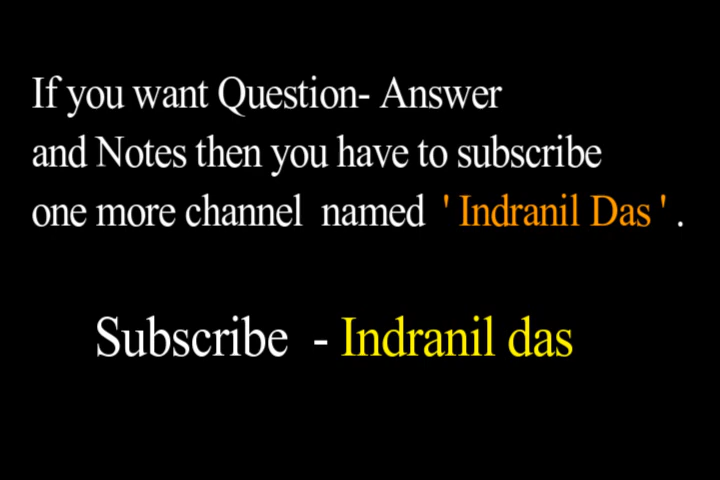 If you want Question- Answer
and Notes then you have to subscribe
one more channel named ' Indranil Das ' .
Subscribe - Indranil das